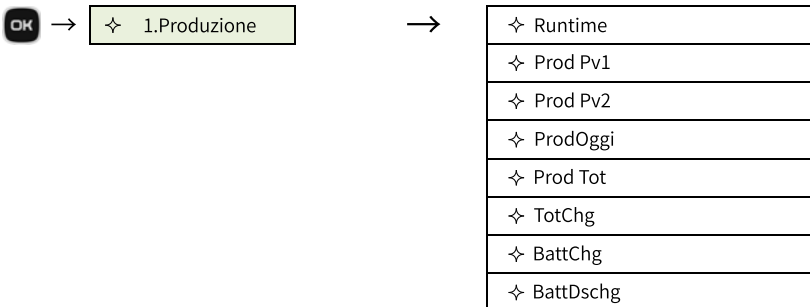 OK
1.Produzione
Runtime
Prod Pv1
Prod Pv2
ProdOggi
Prod Tot
TotChg
BattChg
BattDschg